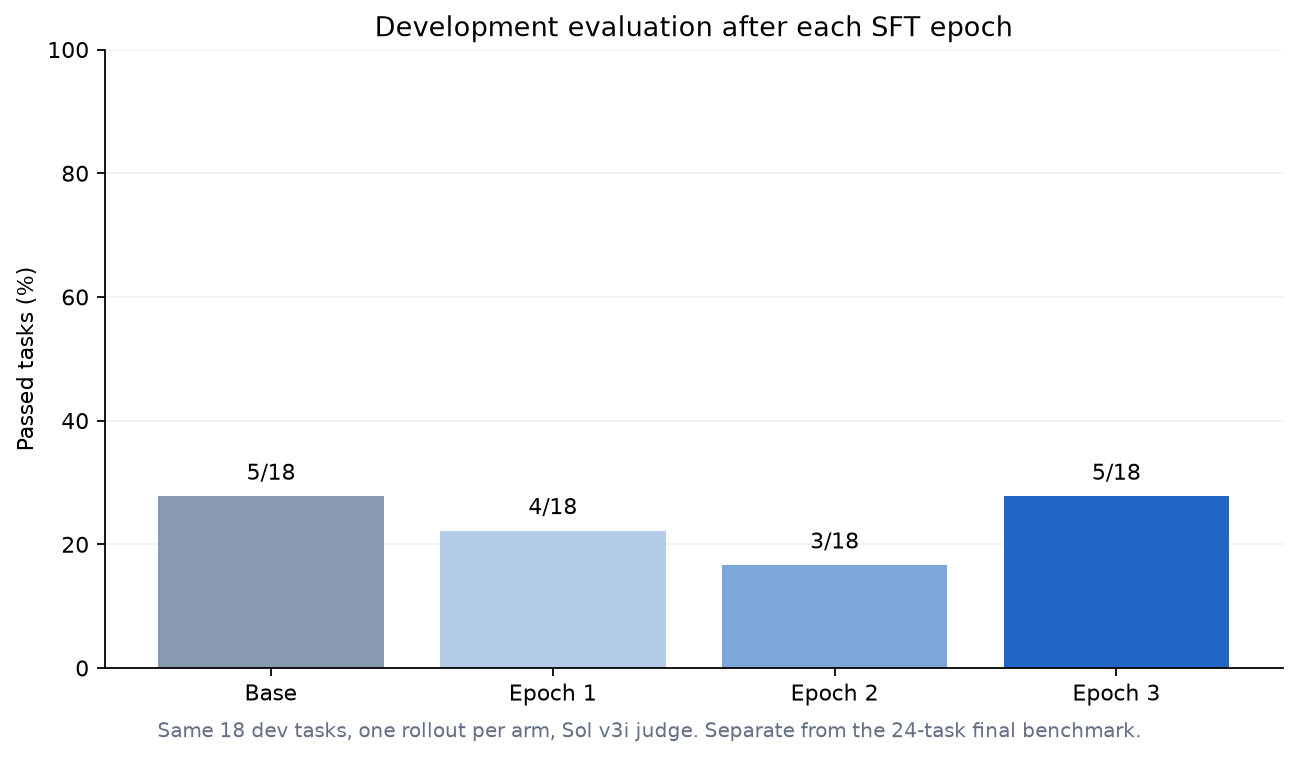 Development evaluation after each SFT epoch
100
80
60
40
20
0
Passed tasks (%)
5/18
4/18
3/18
5/18
Base
Epoch 1
Epoch 2
Epoch 3
Same 18 dev tasks, one rollout per arm, Sol v3i judge. Separate from the 24-task final benchmark.